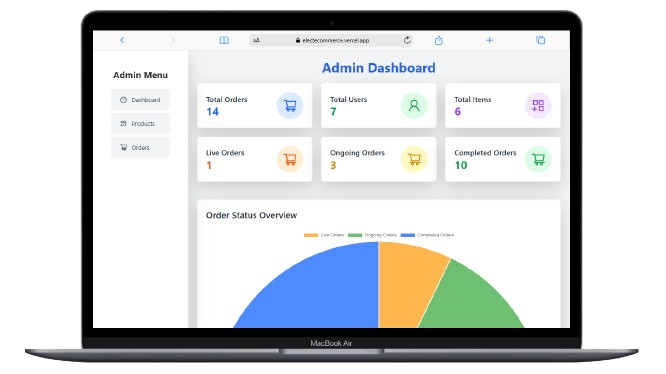 AA electecommerce.vercel.app
Admin Menu
Dashboard
Products
Orders
Admin Dashboard
Total Orders
14
Total Users
7
Total Items
6
Live Orders
1
Ongoing Orders
3
Completed Orders
10
Order Status Overview
Live Orders Ongoing Orders Completed Orders
MacBook Air